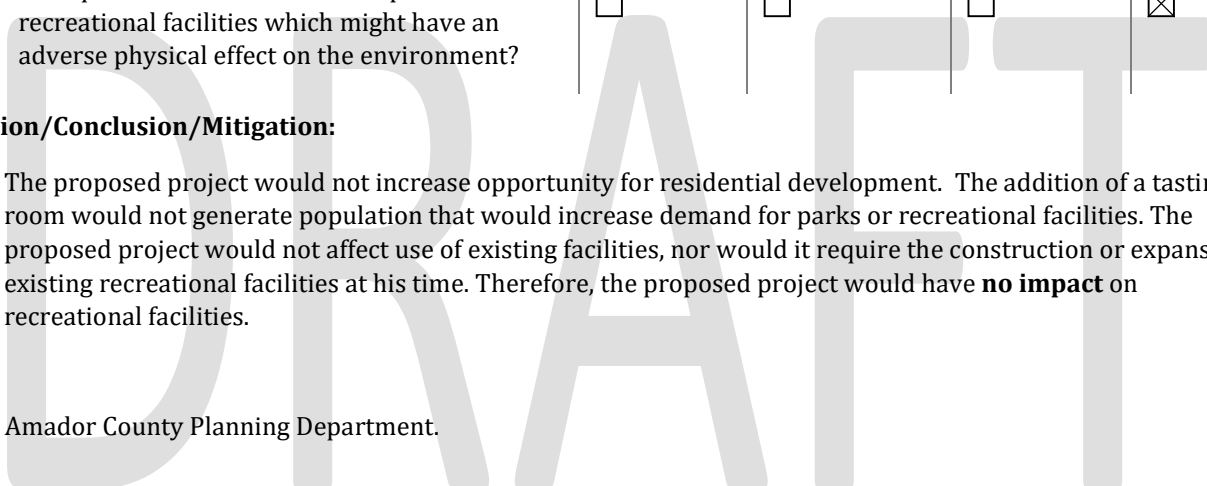 recreational facilities which might have an
adverse physical effect on the environment?
ion/Conclusion/Mitigation:
The proposed project would not increase opportunity for residential development. The addition of a tastin
room would not generate population that would increase demand for parks or recreational facilities. The
proposed project would not affect use of existing facilities, nor would it require the construction or expans
existing recreational facilities at his time. Therefore, the proposed project would have no impact on
recreational facilities.
Amador County Planning Department.
DRAFT